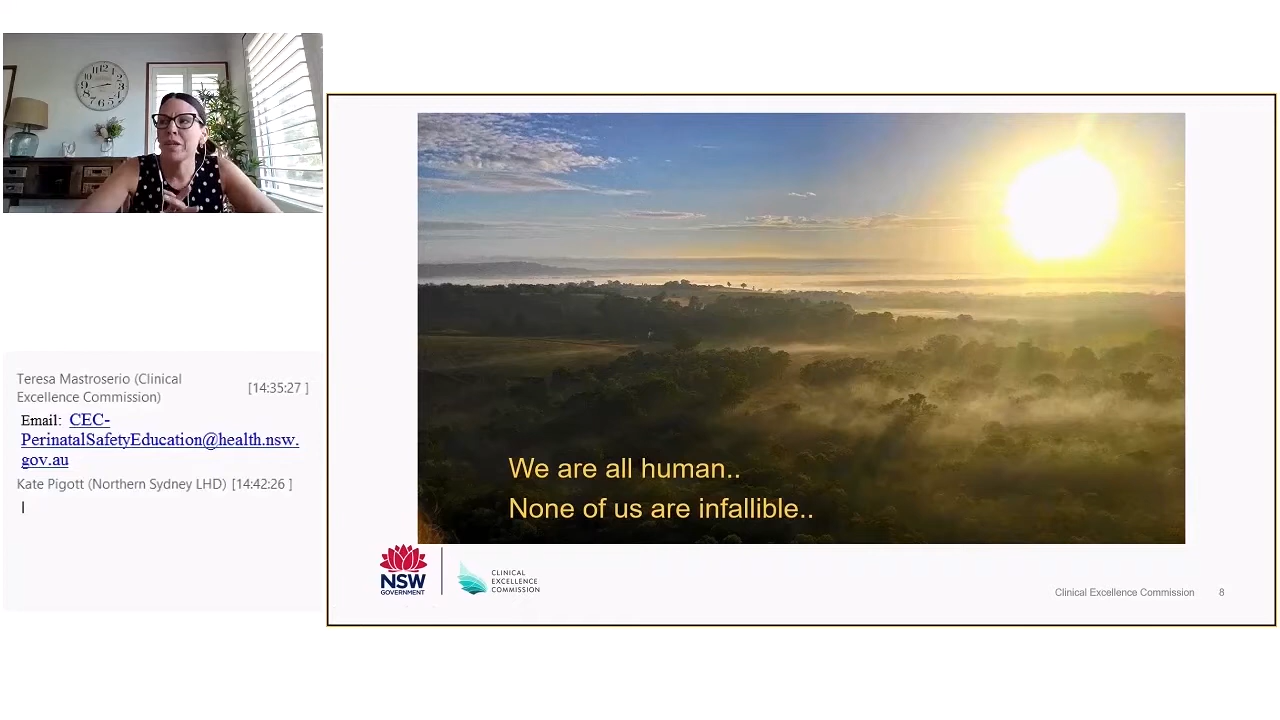 Teresa Mastroserio (Clinical
Excellence Commission)
[14:35:27 ]
Email: CEC-
PerinatalSafetyEducation@health.nsw.
gov.au
Kate Pigott (Northern Sydney LHD) [14:42:26 ]
I
We are all human..
None of us are infallible..
NSW
GOVERNMENT
CLINICAL
EXCELLENCE
COMMISSION
Clinical Excellence Commission 8